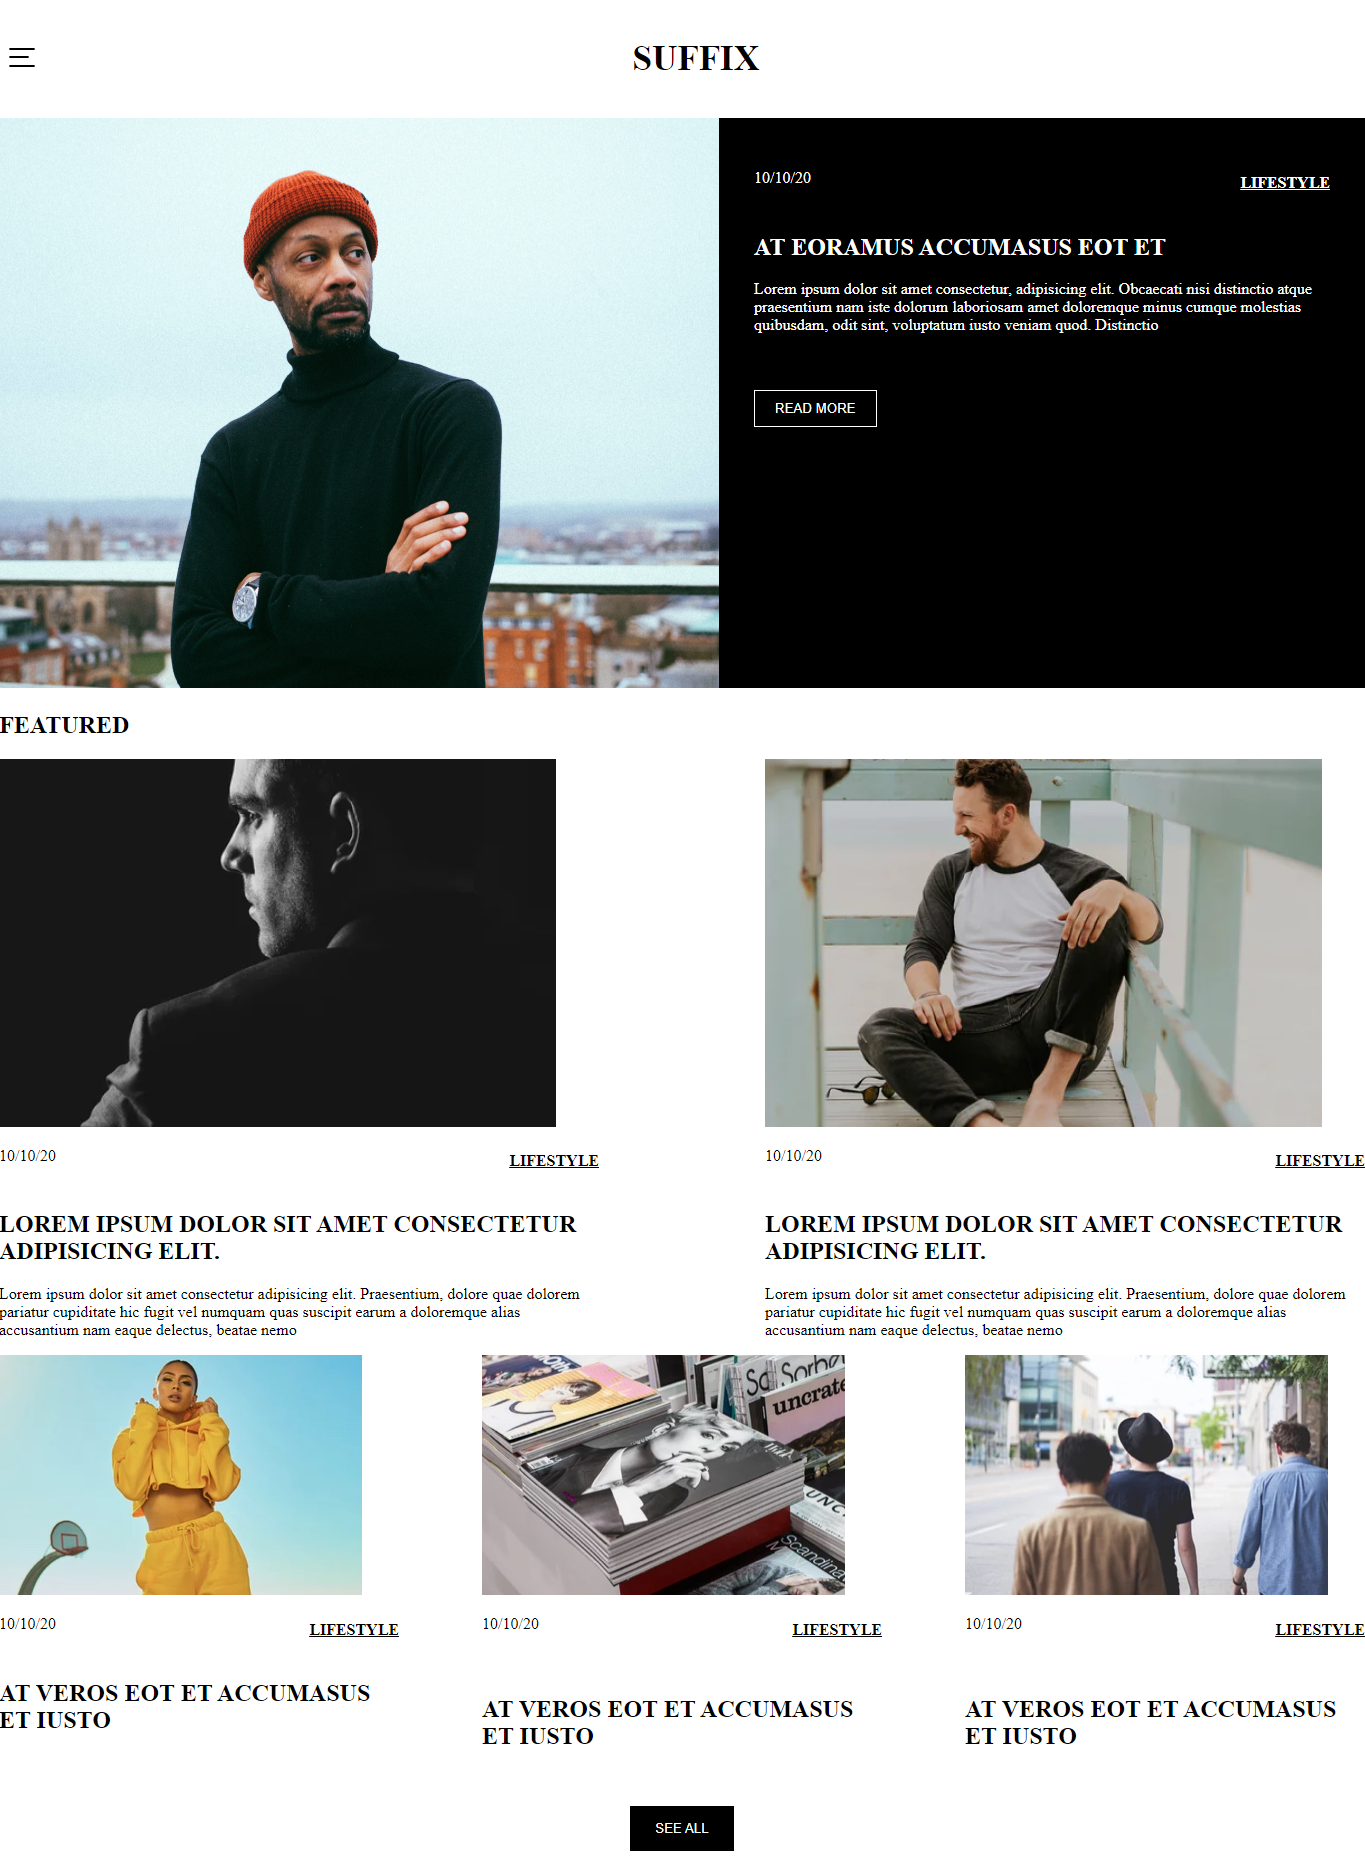 SUFFIX
10/10/20
LIFESTYLE
AT EORAMUS ACCUMASUS EOT ET
Lorem ipsum dolor sit amet consectetur, adipisicing elit. Obcaecati nisi distinctio atque
praesentium nam iste dolorum laboriosam amet doloremque minus cumque molestias
quibusdam, odit sint, voluptatum iusto veniam quod. Distinctio
READ MORE
FEATURED
10/10/20
LIFESTYLE
LOREM IPSUM DOLOR SIT AMET CONSECTETUR
ADIPISICING ELIT.
Lorem ipsum dolor sit amet consectetur adipisicing elit. Praesentium, dolore quae dolorem
pariatur cupiditate hic fugit vel numquam quas suscipit earum a doloremque alias
accusantium nam eaque delectus, beatae nemo
10/10/20
LIFESTYLE
LOREM IPSUM DOLOR SIT AMET CONSECTETUR
ADIPISICING ELIT.
Lorem ipsum dolor sit amet consectetur adipisicing elit. Praesentium, dolore quae dolorem
pariatur cupiditate hic fugit vel numquam quas suscipit earum a doloremque alias
accusantium nam eaque delectus, beatae nemo
Sorbe
uncrate
Scandina
10/10/20
LIFESTYLE
AT VEROS EOT ET ACCUMASUS
ET IUSTO
10/10/20
LIFESTYLE
AT VEROS EOT ET ACCUMASUS
ET IUSTO
10/10/20
LIFESTYLE
AT VEROS EOT ET ACCUMASUS
ET IUSTO
SEE ALL